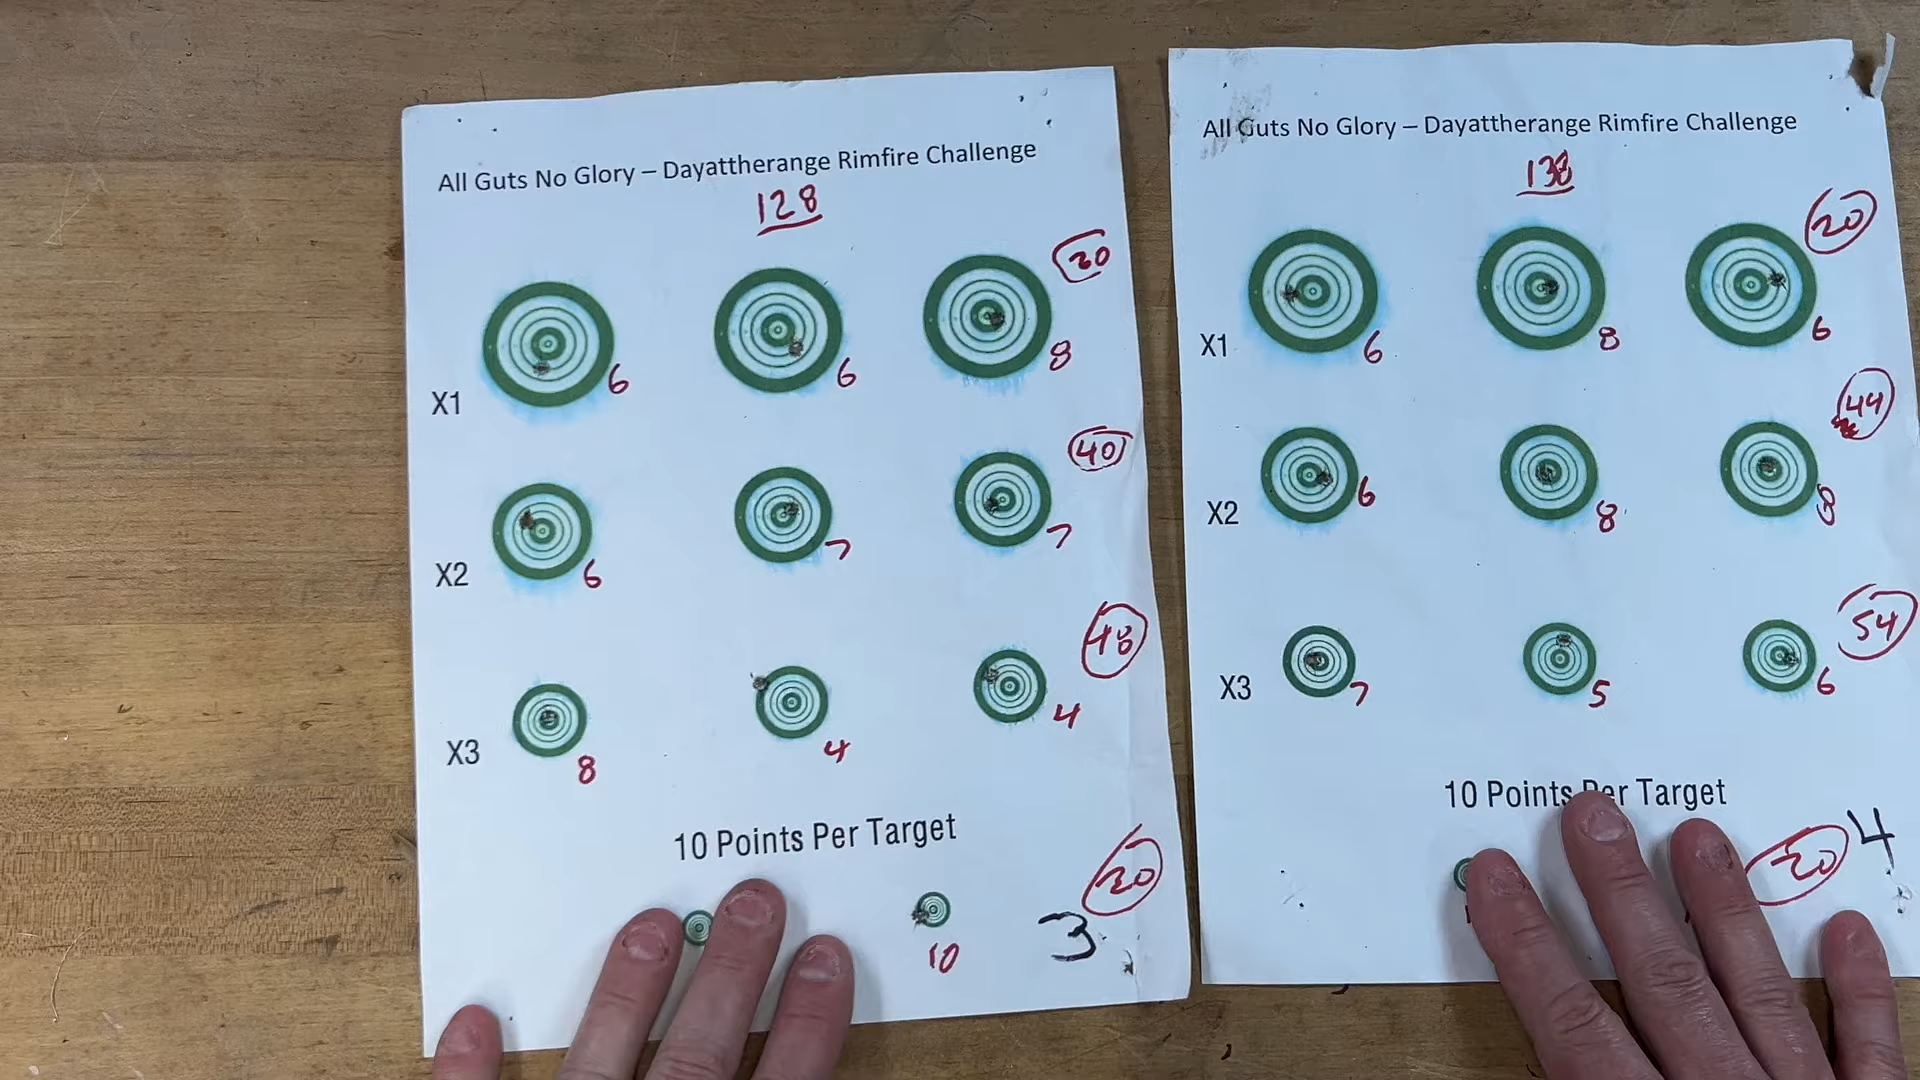 All Guts No Glory – Dayattherange Rimfire Challenge
128
20
X1 6 6 8
40
X2 6 7 7
48
X3 8 4 4
10 Points Per Target
20
10
3
All Guts No Glory – Dayattherange Rimfire Challenge
138
20
X1 6 8 6
44
X2 6 8 8
54
X3 7 5 6
10 Points Per Target
20
4